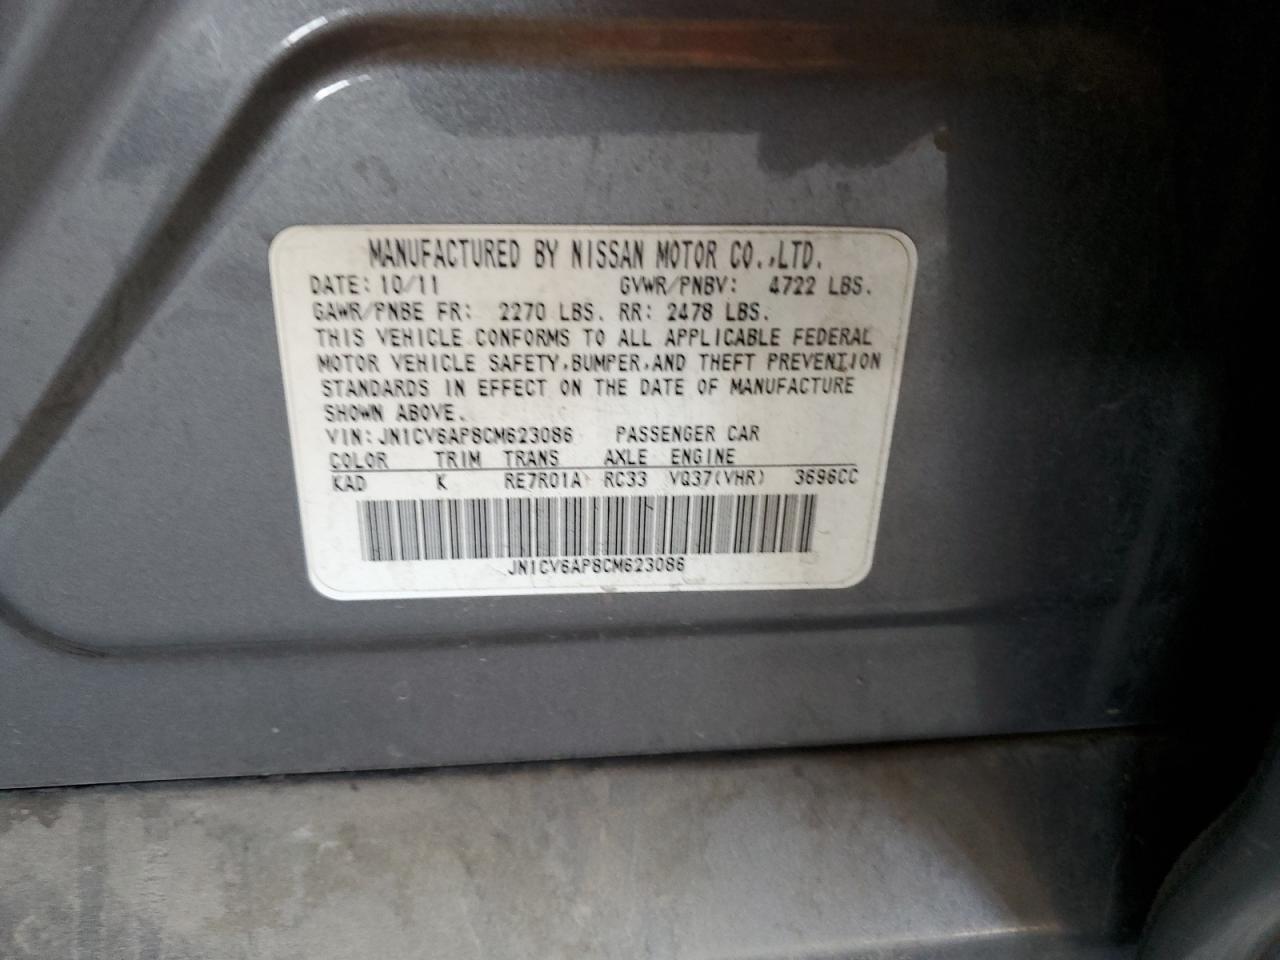 MANUFACTURED BY NISSAN MOTOR CO.,LTD.
DATE: 10/11 GVWR/PNBV: 4722 LBS.
GAWR/PNBE FR: 2270 LBS. RR: 2478 LBS.
THIS VEHICLE CONFORMS TO ALL APPLICABLE FEDERAL
MOTOR VEHICLE SAFETY,BUMPER,AND THEFT PREVENTION
STANDARDS IN EFFECT ON THE DATE OF MANUFACTURE
SHOWN ABOVE.
VIN: JN1CV6AP8CM623086 PASSENGER CAR
COLOR TRIM TRANS AXLE ENGINE
KAD K RE7R01A RC33 VQ37(VHR) 3696CC
JN1CV6AP8CM623086